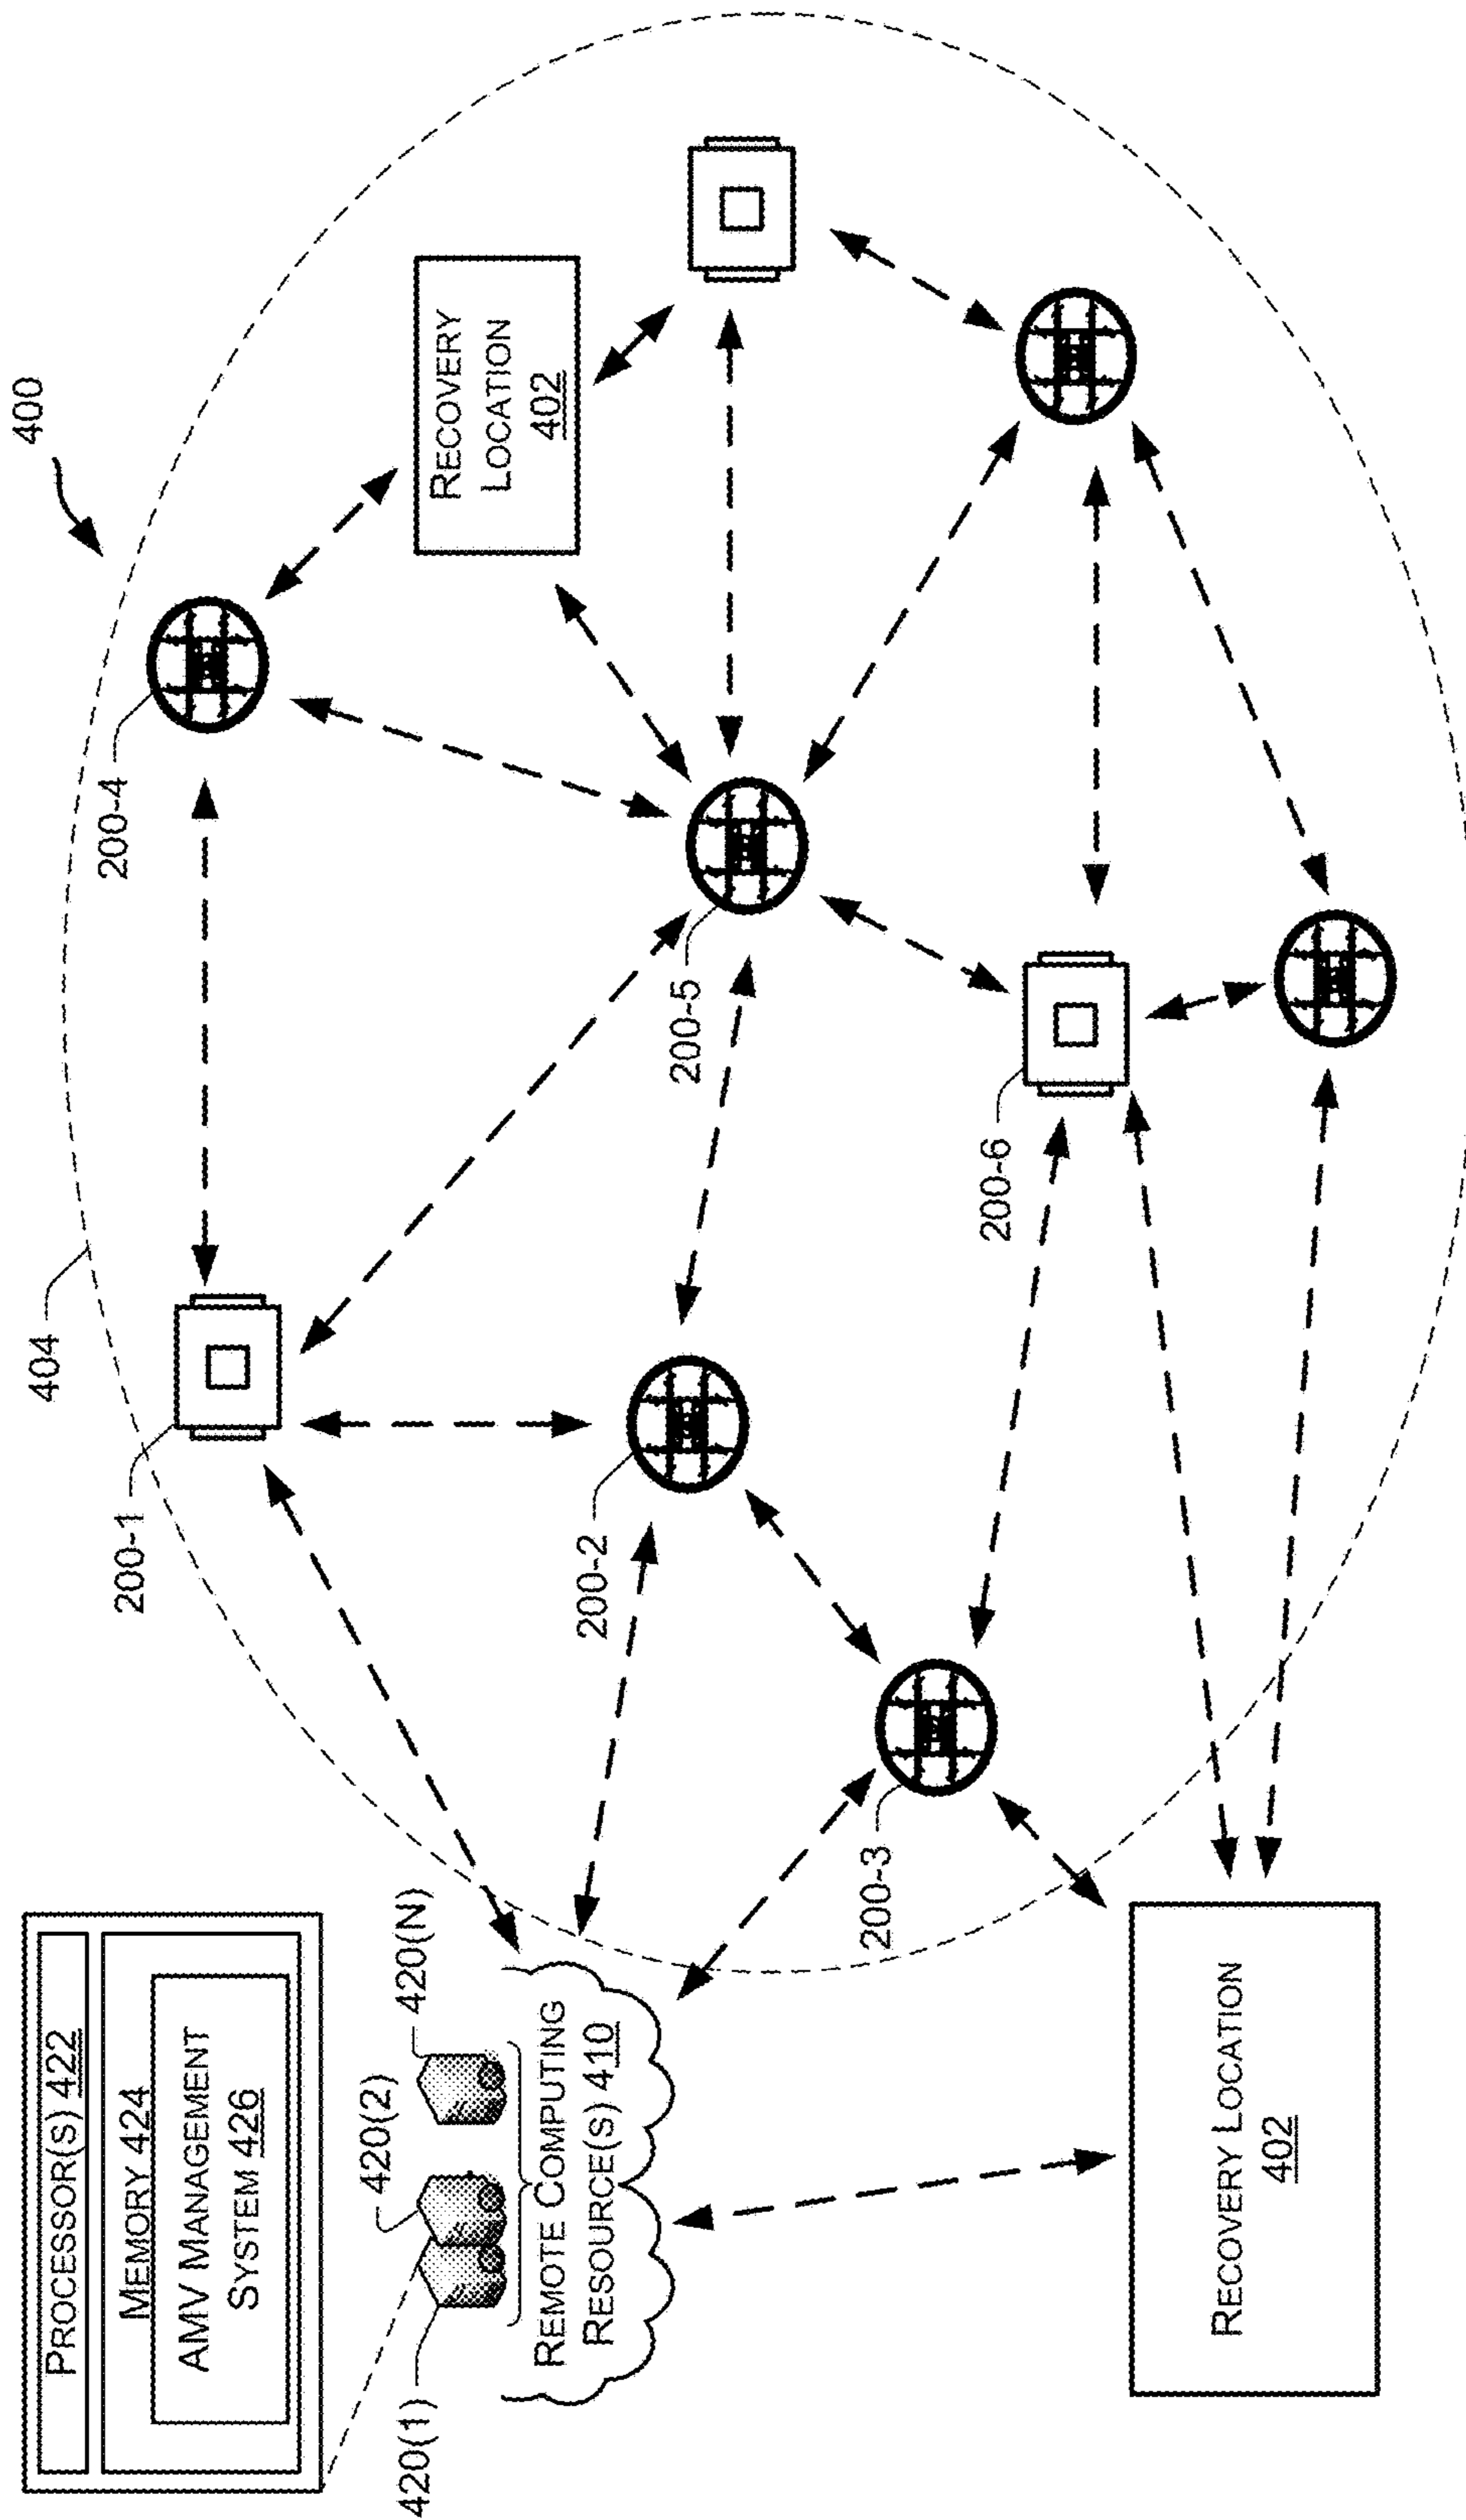 400
404
PROCESSOR(S) 422
MEMORY 424
AMV MANAGEMENT
SYSTEM 426
420(1)
420(2)
420(N)
REMOTE COMPUTING
RESOURCE(S) 410
200-1
200-2
200-3
200-4
200-5
200-6
RECOVERY
LOCATION
402
RECOVERY LOCATION
402